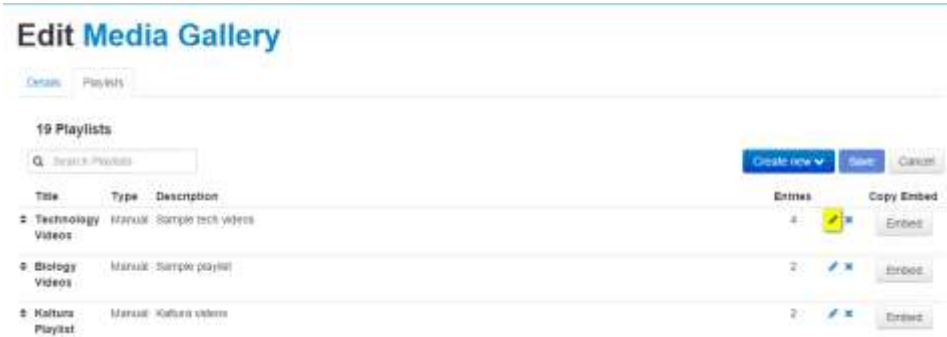 Edit Media Gallery
Details Playlists
19 Playlists
Search Playlists
Create new Save Cancel
Title Type Description Entries Copy Embed
Technology Manual Sample tech videos 4 Embed
Videos
Biology Manual Sample playlist 2 Embed
Videos
Kaltura Manual Kaltura videos 2 Embed
Playlist